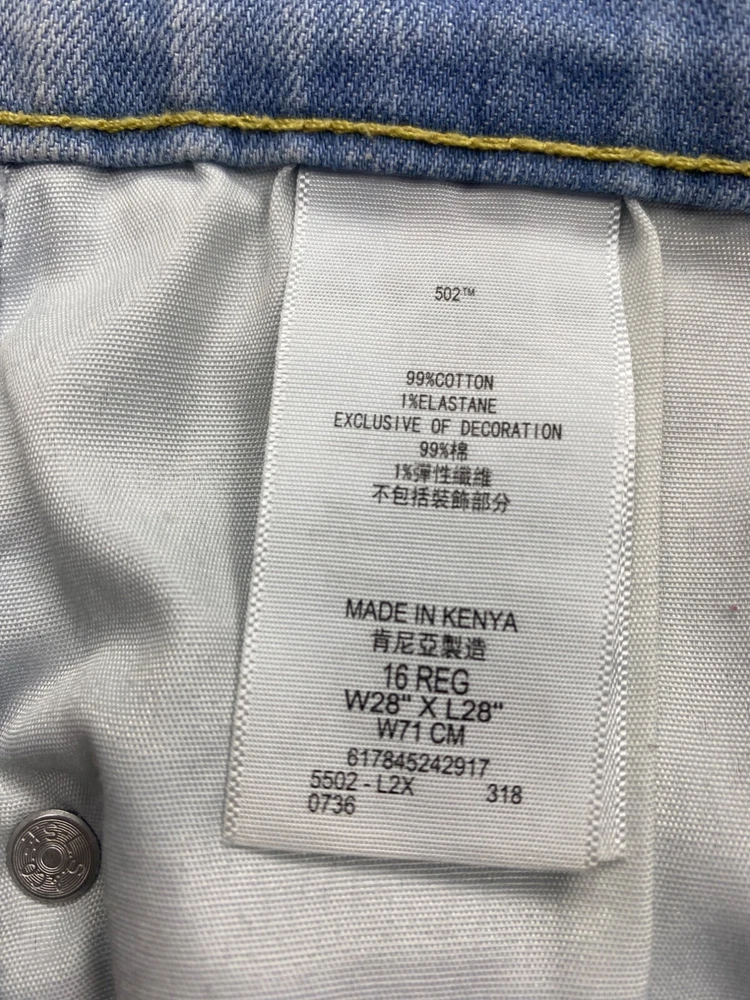 502™
99%COTTON
1%ELASTANE
EXCLUSIVE OF DECORATION
99%棉
1%彈性纖維
不包括裝飾部分
MADE IN KENYA
肯尼亞製造
16 REG
W28" X L28"
W71 CM
617845242917
5502 - L2X 318
0736